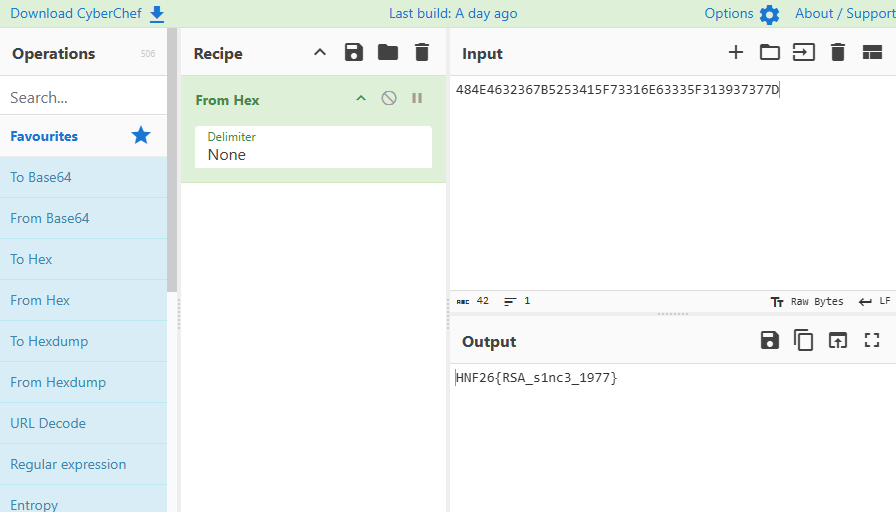 Download CyberChef
Last build: A day ago
Options
About / Support
Operations
506
Search...
Favourites
To Base64
From Base64
To Hex
From Hex
To Hexdump
From Hexdump
URL Decode
Regular expression
Entropy
Recipe
From Hex
Delimiter
None
Input
484E4632367B5253415F73316E63335F313937377D
ABC 42
1
Tт Raw Bytes
LF
Output
HNF26{RSA_s1nc3_1977}